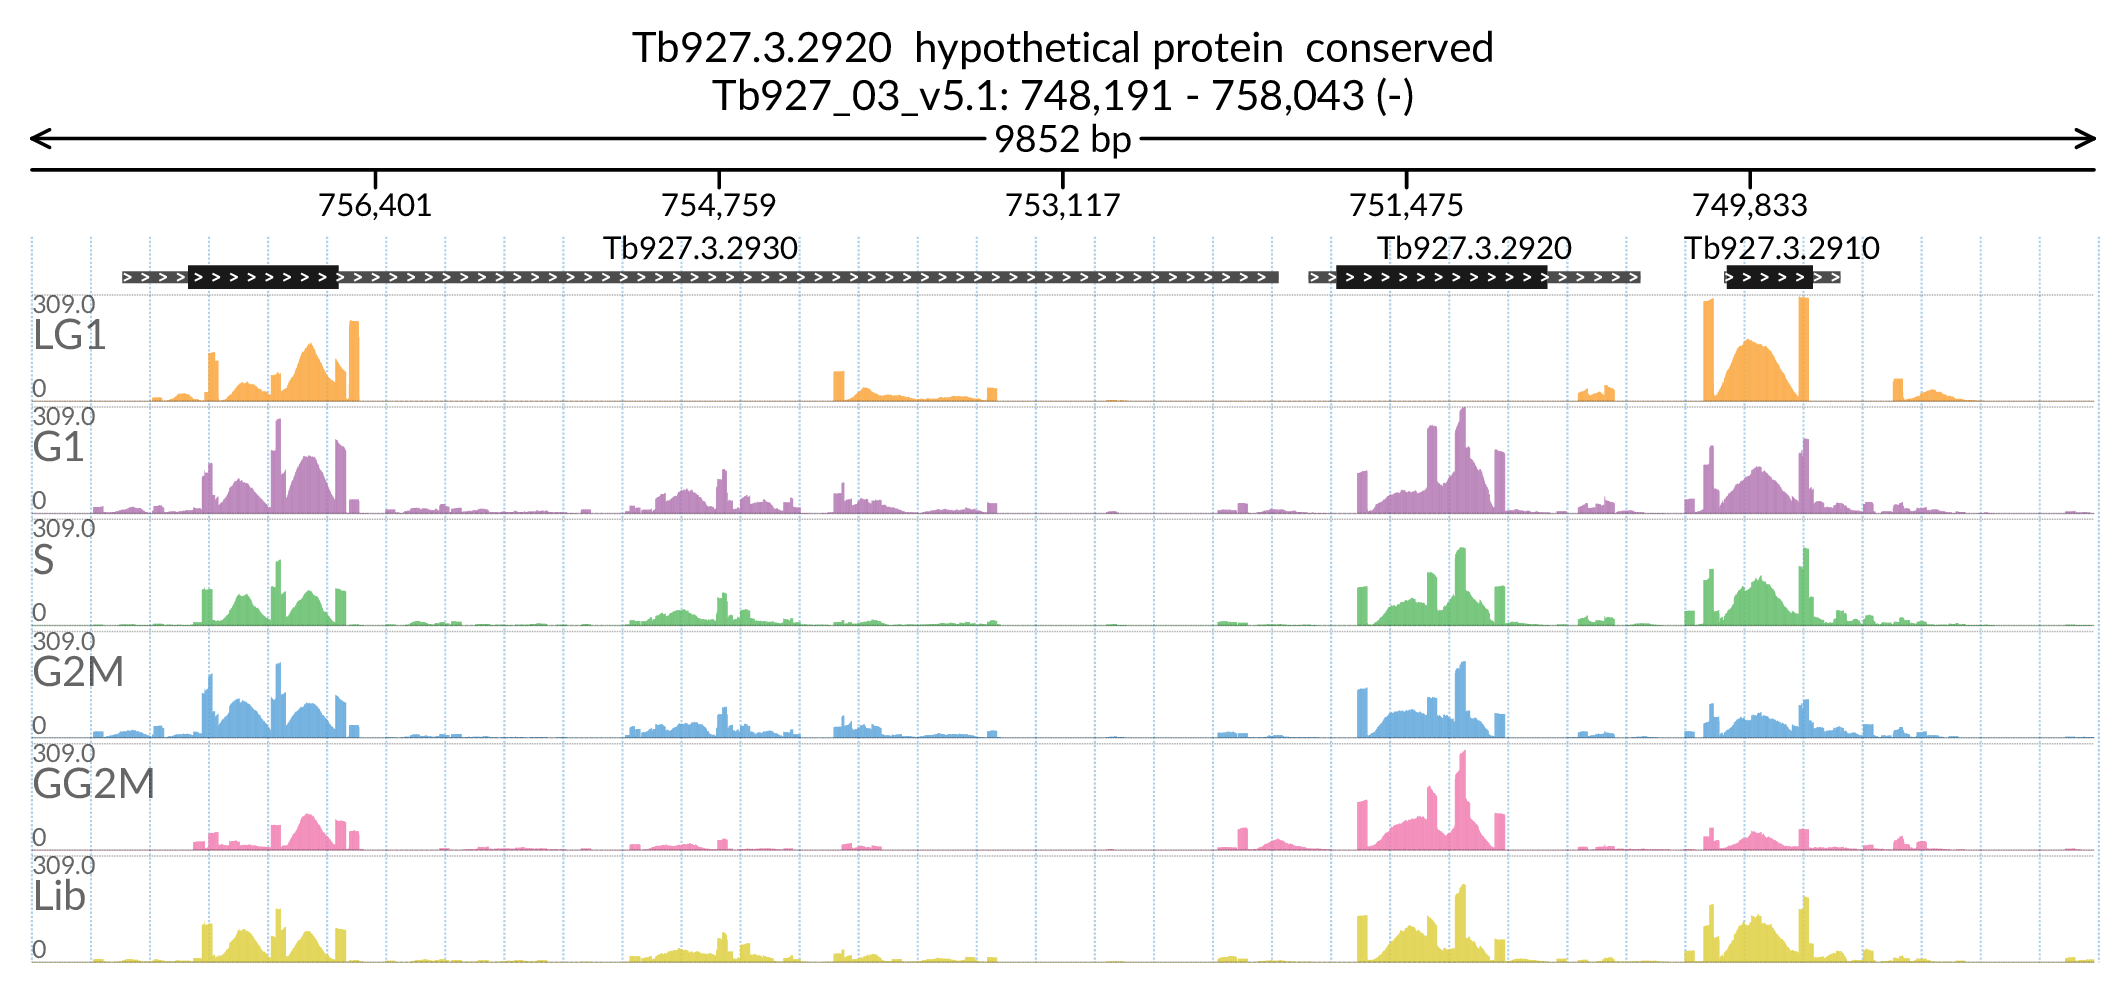 Tb927.3.2920 hypothetical protein conserved
Tb927_03_v5.1: 748,191 - 758,043 (-)
9852 bp
756,401 754,759 753,117 751,475 749,833
Tb927.3.2930 Tb927.3.2920 Tb927.3.2910
309.0
LG1
0
309.0
G1
0
309.0
S
0
309.0
G2M
0
309.0
GG2M
0
309.0
Lib
0